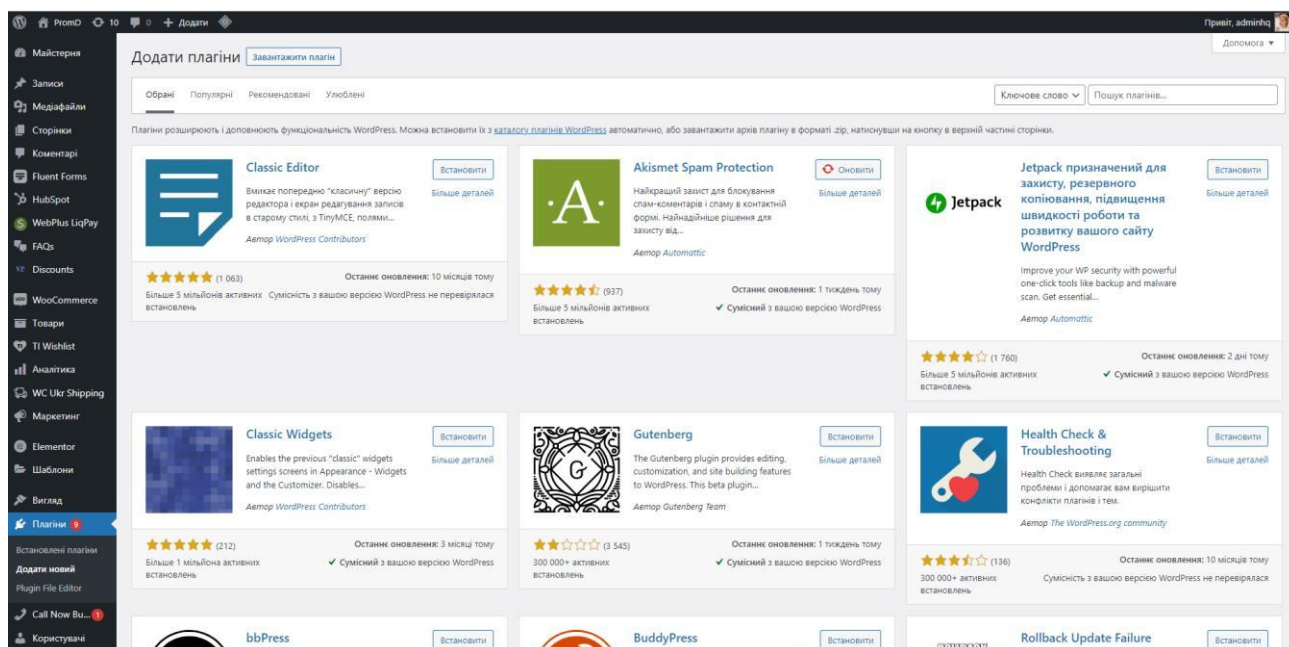 PromD 10 0 + Додати
Привіт, adminhq
Майстерня
Записи
Медіафайли
Сторінки
Коментарі
Fluent Forms
HubSpot
WebPlus LiqPay
FAQs
Discounts
WooCommerce
Товари
TI Wishlist
Аналітика
WC Ukr Shipping
Маркетинг
Elementor
Шаблони
Вигляд
Плагіни 9
Встановлені плагіни
Додати новий
Plugin File Editor
Call Now Bu... 1
Користувачі
Допомога
Додати плагіни Завантажити плагін
Обрані Популярні Рекомендовані Улюблені
Ключове слово Пошук плагінів...
Плагіни розширюють і доповнюють функціональність WordPress. Можна встановити їх з каталогу плагінів WordPress автоматично, або завантажити архів плагіну в форматі .zip, натиснувши на кнопку в верхній частині сторінки.
Classic Editor
Встановити
Більше деталей
Вмикає попередню "класичну" версію
редактора і екран редагування записів
в старому стилі, з TinyMCE, полями...
Автор WordPress Contributors
(1 063)
Більше 5 мільйонів активних
встановлень
Останнє оновлення: 10 місяців тому
Сумісність з вашою версією WordPress не перевірялася
·A·
Akismet Spam Protection
Оновити
Більше деталей
Найкращий захист для блокування
спам-коментарів і спаму в контактній
формі. Найнадійніше рішення для
захисту від...
Автор Automattic
(937)
Більше 5 мільйонів активних
встановлень
Останнє оновлення: 1 тиждень тому
✔ Сумісний з вашою версією WordPress
Jetpack
Jetpack призначений для
захисту, резервного
копіювання, підвищення
швидкості роботи та
розвитку вашого сайту
WordPress
Встановити
Більше деталей
Improve your WP security with powerful
one-click tools like backup and malware
scan. Get essential...
Автор Automattic
(1 760)
Більше 5 мільйонів активних
встановлень
Останнє оновлення: 2 дні тому
✔ Сумісний з вашою версією WordPress
Classic Widgets
Встановити
Більше деталей
Enables the previous "classic" widgets
settings screens in Appearance - Widgets
and the Customizer. Disables...
Автор WordPress Contributors
(212)
Більше 1 мільйона активних
встановлень
Останнє оновлення: 3 місяці тому
✔ Сумісний з вашою версією WordPress
G
Gutenberg
Встановити
Більше деталей
The Gutenberg plugin provides editing,
customization, and site building features
to WordPress. This beta plugin...
Автор Gutenberg Team
(3 545)
300 000+ активних
встановлень
Останнє оновлення: 1 тиждень тому
✔ Сумісний з вашою версією WordPress
Health Check &
Troubleshooting
Встановити
Більше деталей
Health Check виявляє загальні
проблеми і допомагає вам вирішити
конфлікти плагінів і тем.
Автор The WordPress.org community
(136)
300 000+ активних
встановлень
Останнє оновлення: 10 місяців тому
Сумісність з вашою версією WordPress не перевірялася
bbPress
Встановити
BuddyPress
Встановити
Rollback Update Failure
Встановити